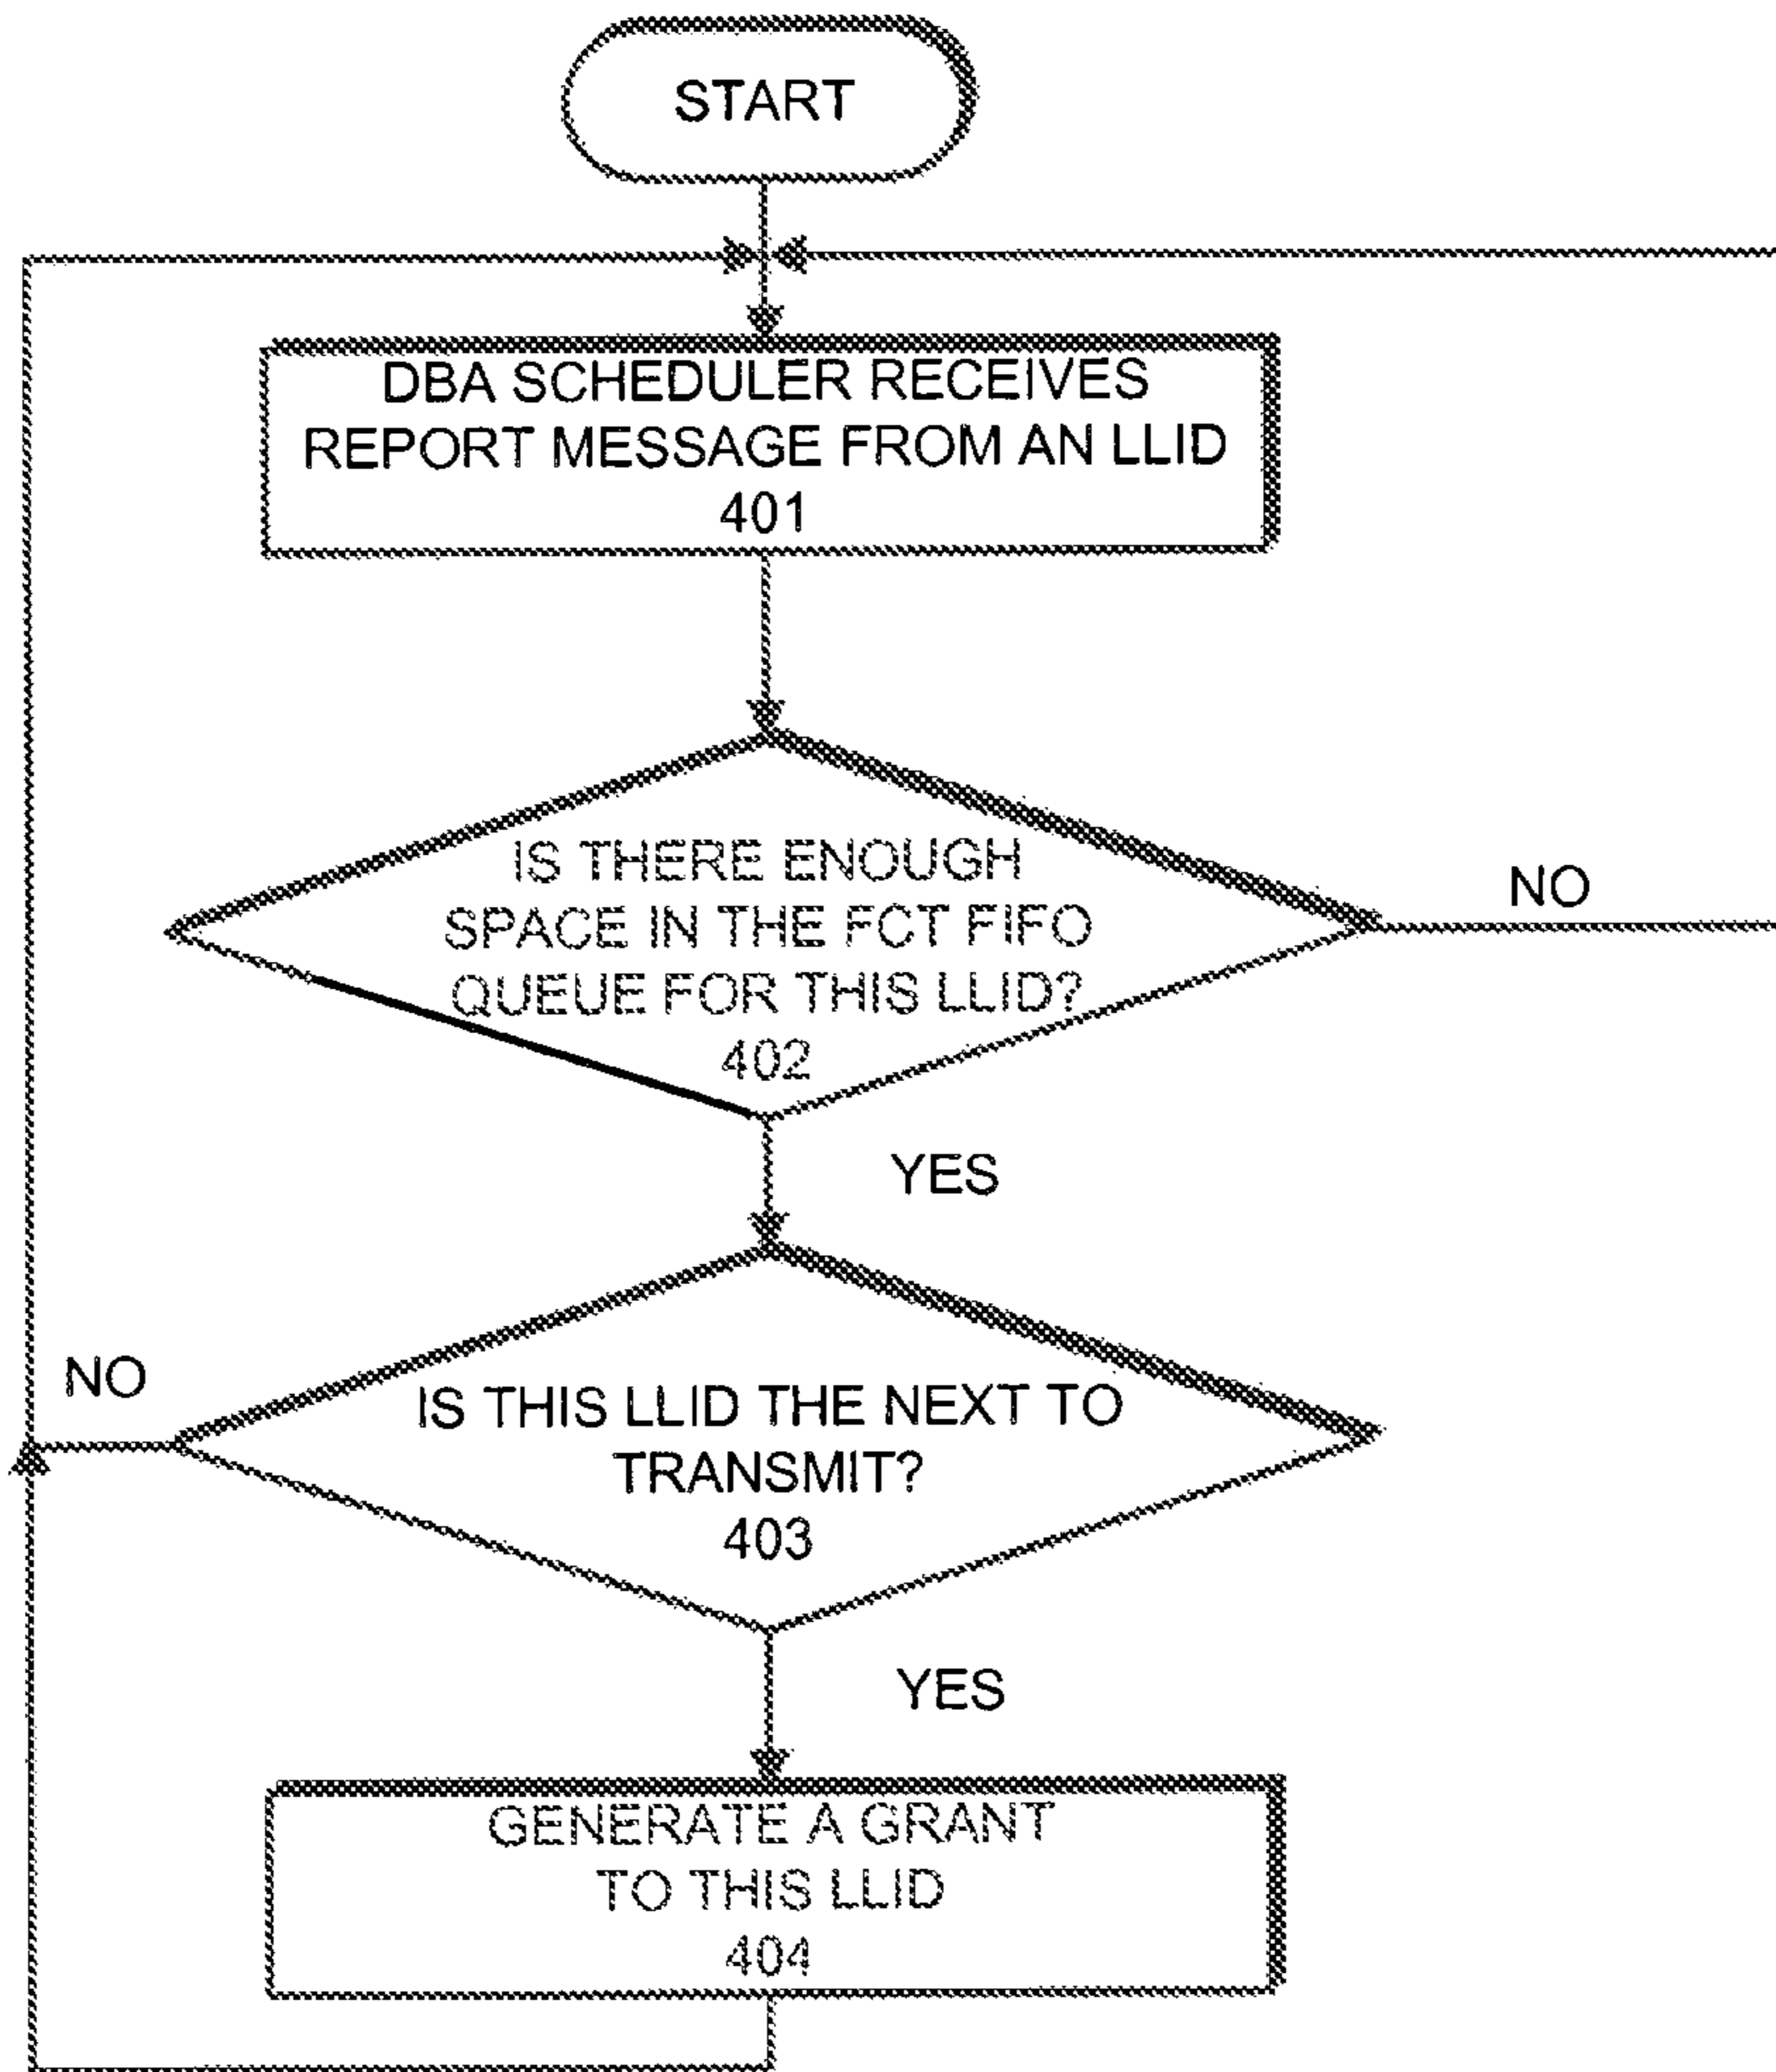 START
DBA SCHEDULER RECEIVES
REPORT MESSAGE FROM AN LLID
401
IS THERE ENOUGH
SPACE IN THE FCT FIFO
QUEUE FOR THIS LLID?
402
NO
YES
NO
IS THIS LLID THE NEXT TO
TRANSMIT?
403
YES
GENERATE A GRANT
TO THIS LLID
404